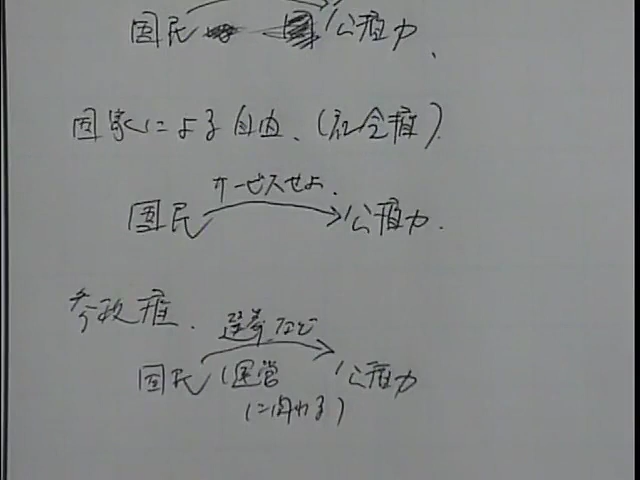 国民 公権力、
国家による自由、(社会権)
サービスせよ.
国民 公権力.
参政権.
選挙など
国民 (運営 公権力
に関わる)